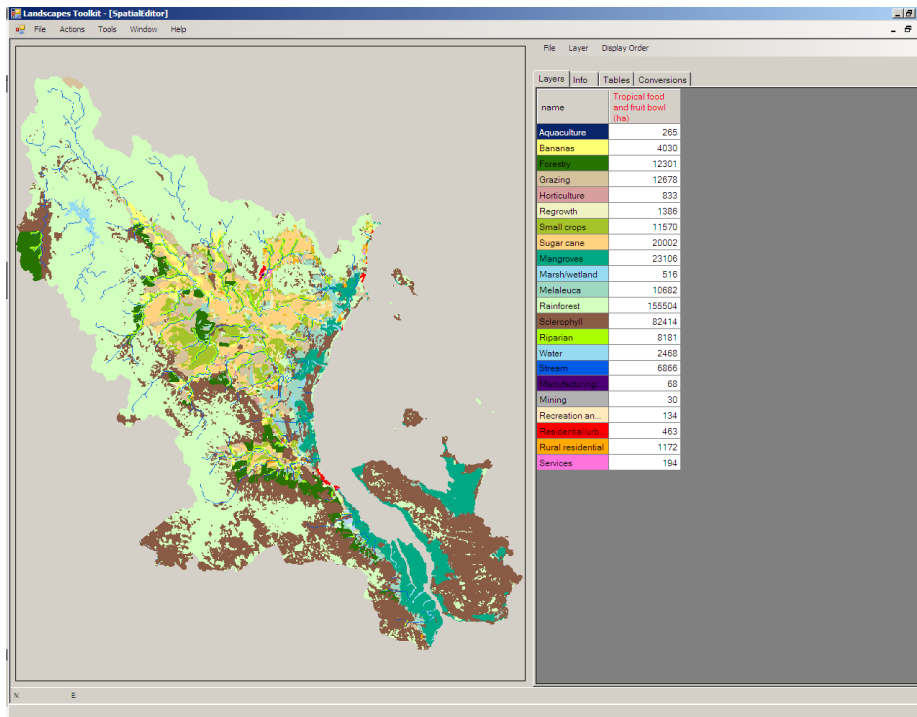 Landscapes Toolkit - [SpatialEditor]
File Actions Tools Window Help
File Layer Display Order
Layers Info Tables Conversions
name
Tropical food
and fruit bowl
(ha)
Aquaculture 265
Bananas 4030
Forestry 12301
Grazing 12678
Horticulture 833
Regrowth 1386
Small crops 11570
Sugar cane 20002
Mangroves 23106
Marsh/wetland 516
Melaleuca 10682
Rainforest 155504
Sclerophyll 82414
Riparian 8181
Water 2468
Stream 6866
Manufacturing/ 68
Mining 30
Recreation an... 134
Residential/urb... 463
Rural residential 1172
Services 194
N E